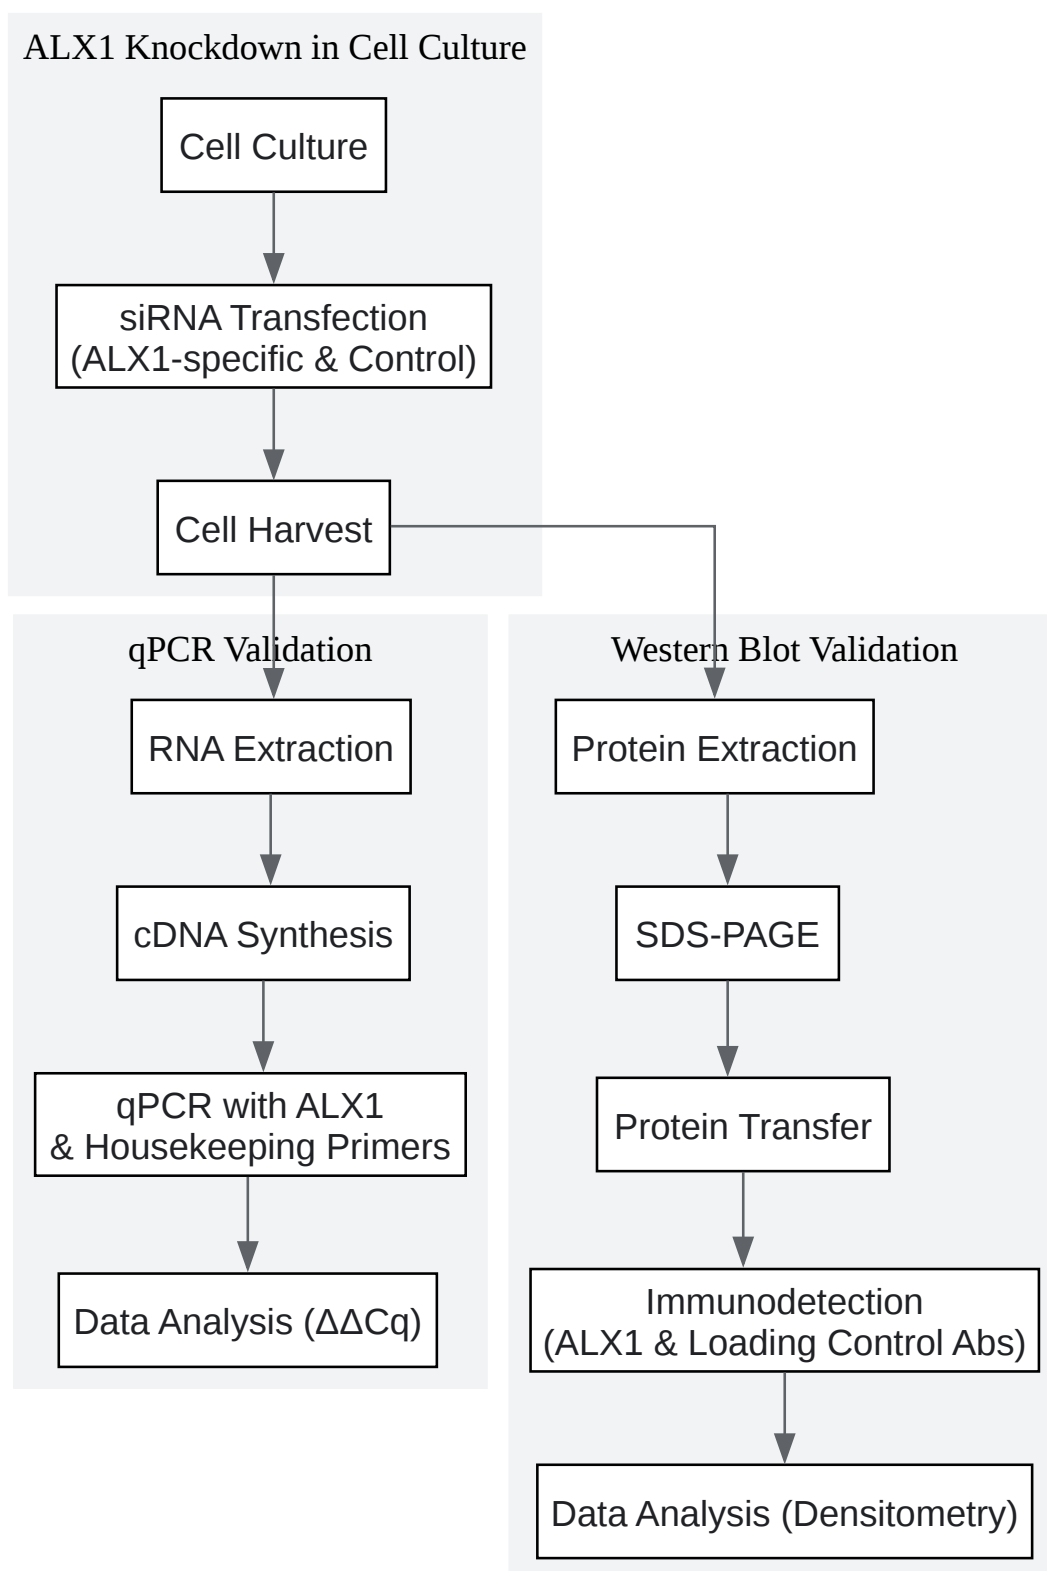 ALX1 Knockdown in Cell Culture
Cell Culture
siRNA Transfection
(ALX1-specific & Control)
Cell Harvest
qPCR Validation
RNA Extraction
cDNA Synthesis
qPCR with ALX1
& Housekeeping Primers
Data Analysis (ΔΔCq)
Western Blot Validation
Protein Extraction
SDS-PAGE
Protein Transfer
Immunodetection
(ALX1 & Loading Control Abs)
Data Analysis (Densitometry)